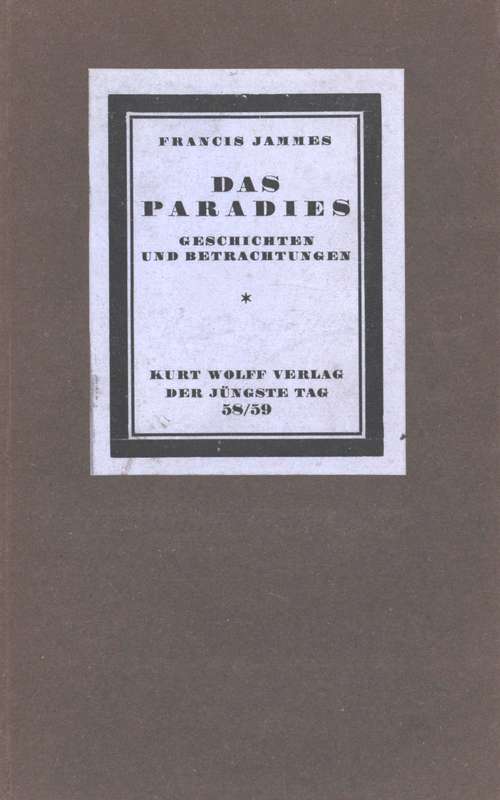 FRANCIS JAMMES
DAS
PARADIES
GESCHICHTEN
UND BETRACHTUNGEN
*
KURT WOLFF VERLAG
DER JÜNGSTE TAG
58/59